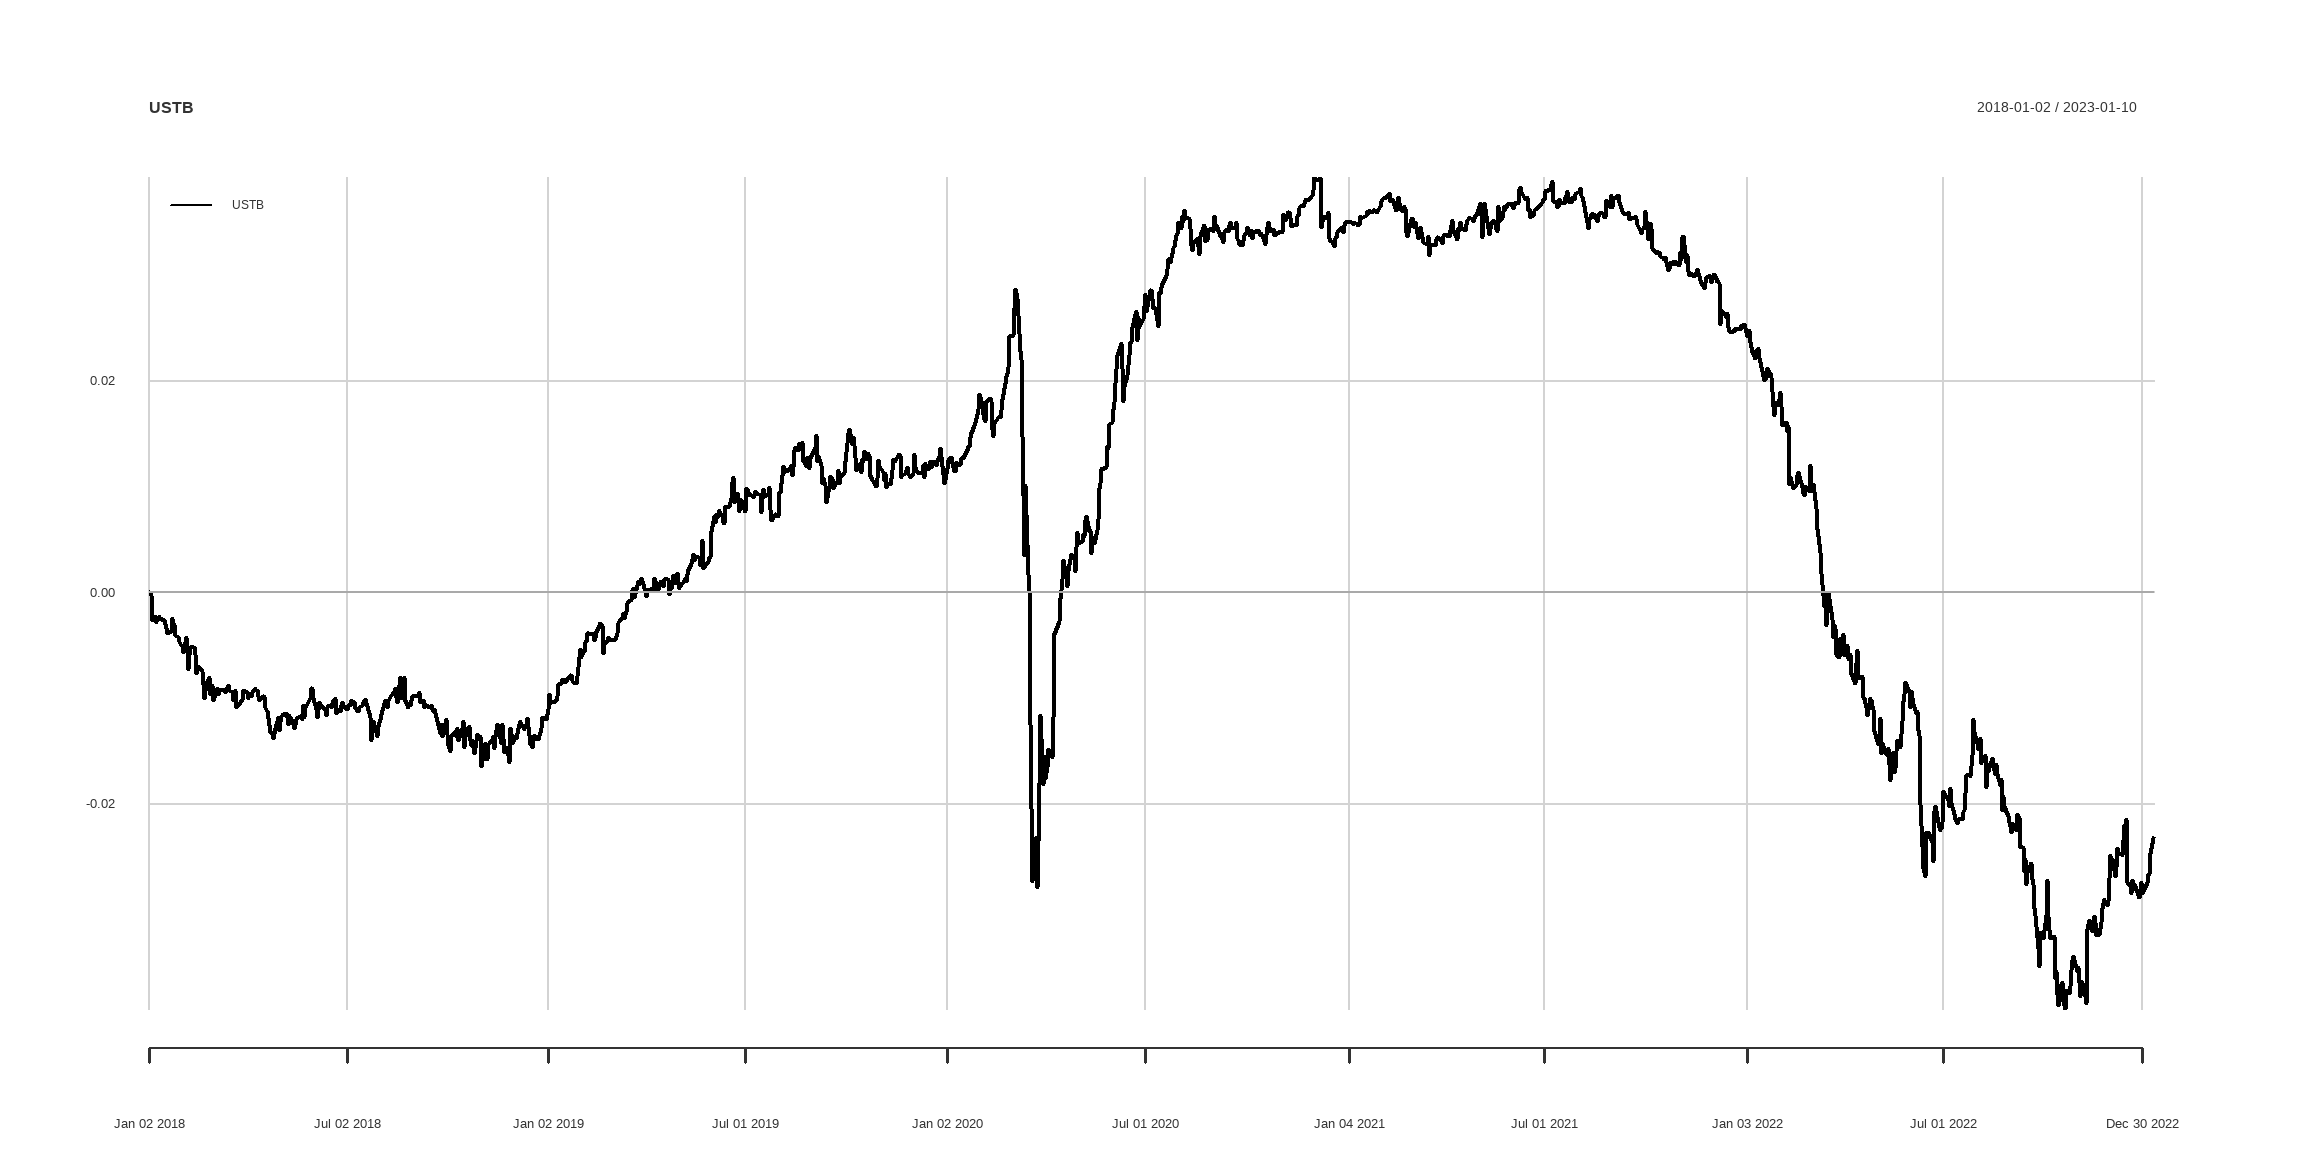 USTB
2018-01-02 / 2023-01-10
USTB
0.02
0.00
-0.02
Jan 02 2018
Jul 02 2018
Jan 02 2019
Jul 01 2019
Jan 02 2020
Jul 01 2020
Jan 04 2021
Jul 01 2021
Jan 03 2022
Jul 01 2022
Dec 30 2022